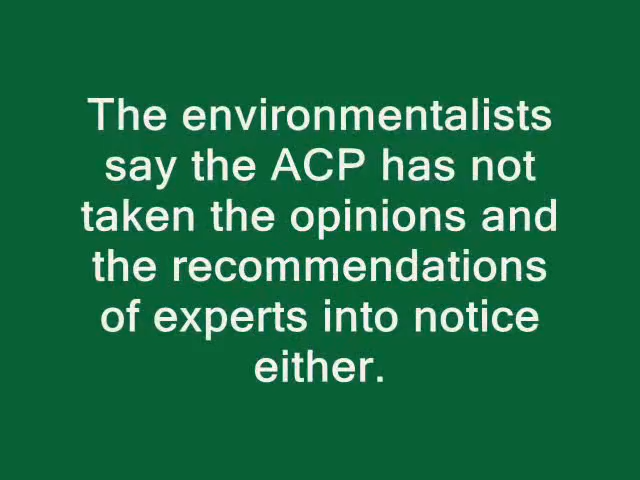 The environmentalists
say the ACP has not
taken the opinions and
the recommendations
of experts into notice
either.